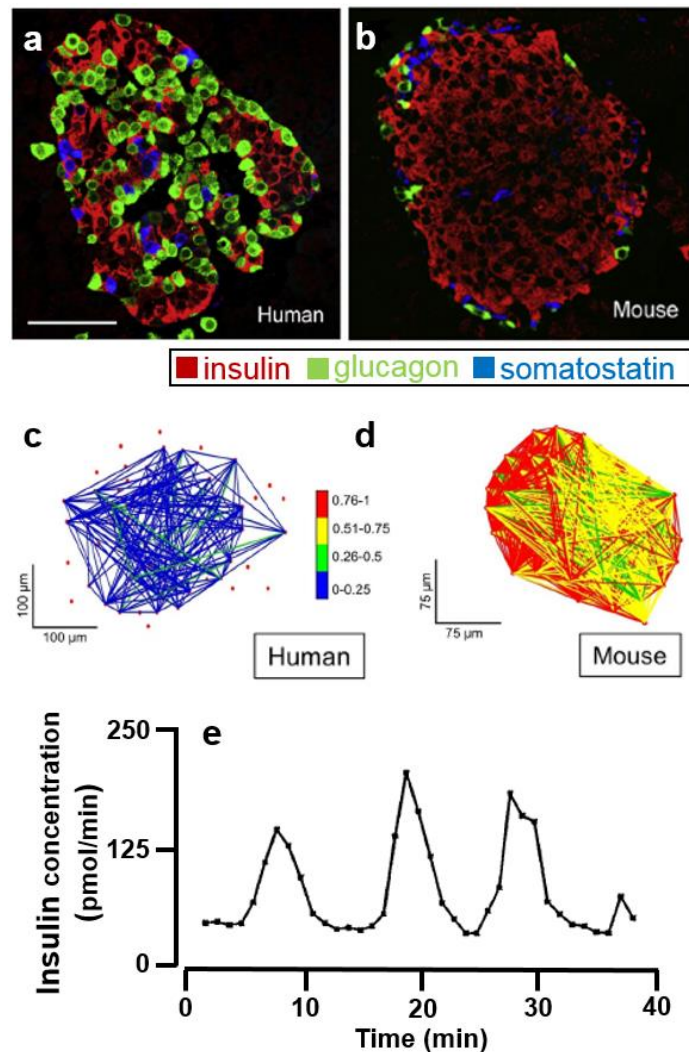 a
b
Human
Mouse
insulin glucagon somatostatin
c
d
0.76-1
0.51-0.75
0.26-0.5
0-0.25
100 µm
100 µm
75 µm
75 µm
Human
Mouse
e
Insulin concentration
(pmol/min)
250
125
0
0 10 20 30 40
Time (min)